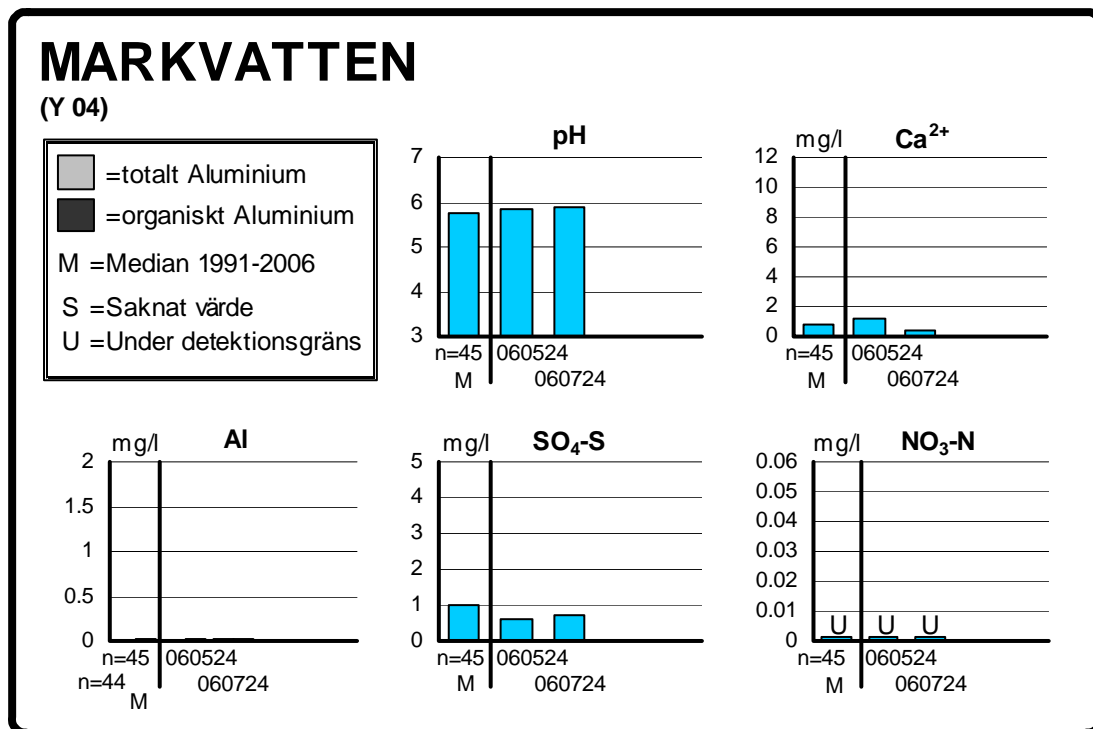 MARKVATTEN
(Y 04)
=totalt Aluminium
=organiskt Aluminium
M =Median 1991-2006
S =Saknat värde
U =Under detektionsgräns
pH
7
6
5
4
3
n=45 060524
M 060724
mg/l Ca²⁺
12
10
8
6
4
2
0
n=45 060524
M 060724
mg/l Al
2
1.5
1
0.5
0
n=45 060524
n=44 060724
M
mg/l SO₄-S
5
4
3
2
1
0
n=45 060524
M 060724
mg/l NO₃-N
0.06
0.05
0.04
0.03
0.02
0.01
U U U
0
n=45 060524
M 060724